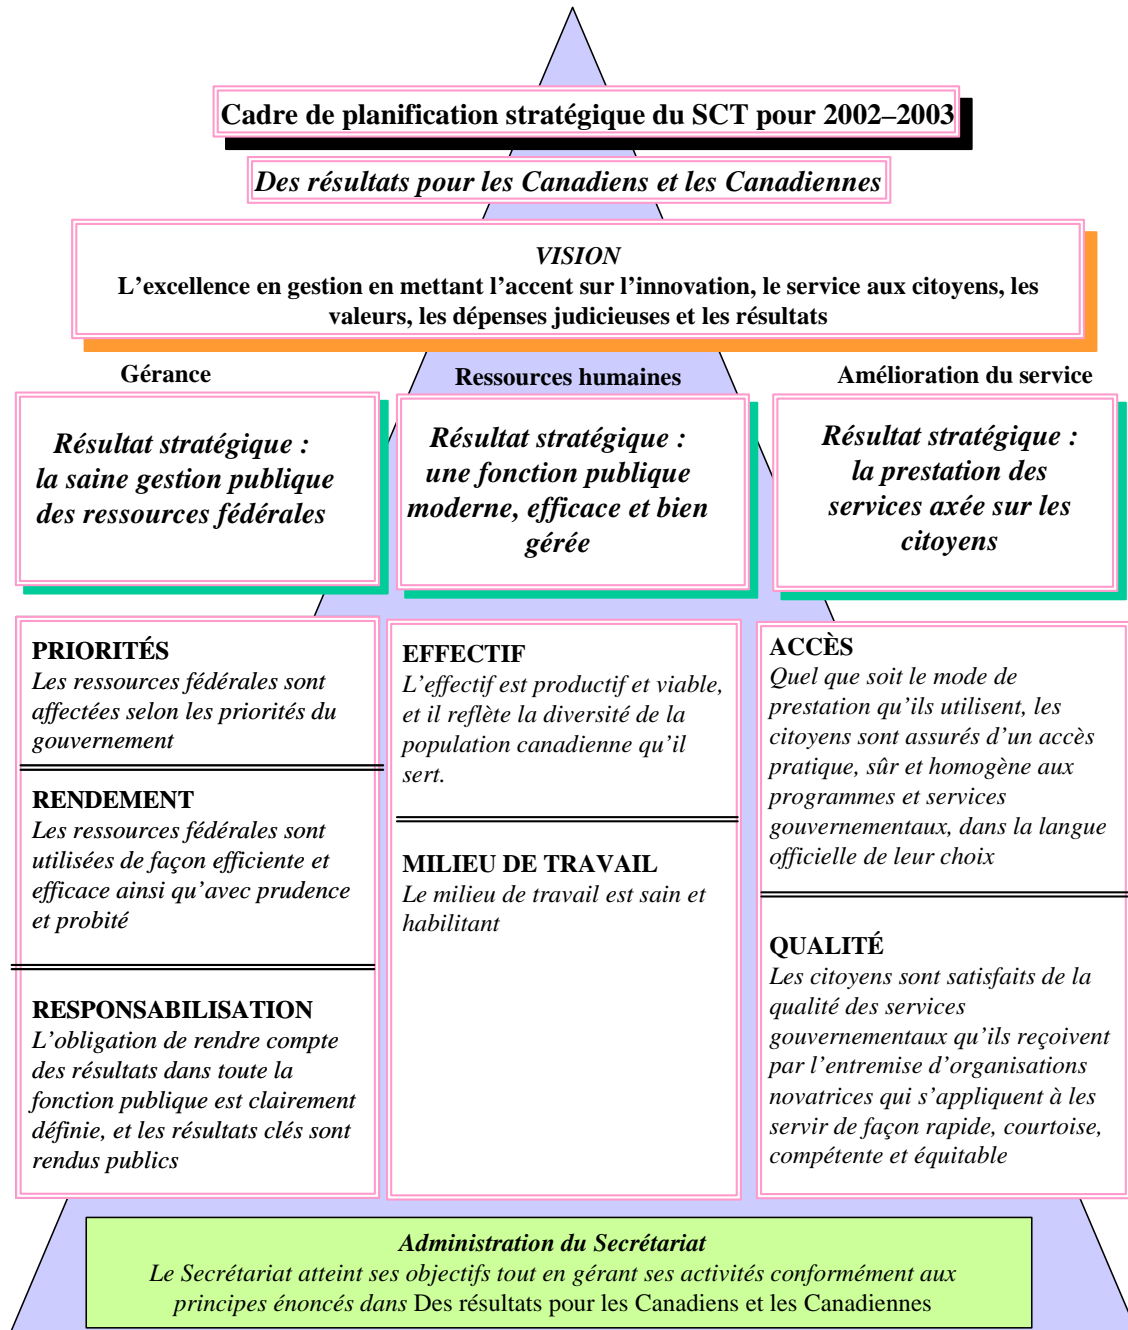 Cadre de planification stratégique du SCT pour 2002–2003
Des résultats pour les Canadiens et les Canadiennes
VISION
L’excellence en gestion en mettant l’accent sur l’innovation, le service aux citoyens, les
valeurs, les dépenses judicieuses et les résultats
Gérance
Résultat stratégique :
la saine gestion publique
des ressources fédérales
PRIORITÉS
Les ressources fédérales sont
affectées selon les priorités du
gouvernement
RENDEMENT
Les ressources fédérales sont
utilisées de façon efficiente et
efficace ainsi qu’avec prudence
et probité
RESPONSABILISATION
L’obligation de rendre compte
des résultats dans toute la
fonction publique est clairement
définie, et les résultats clés sont
rendus publics
Ressources humaines
Résultat stratégique :
une fonction publique
moderne, efficace et bien
gérée
EFFECTIF
L’effectif est productif et viable,
et il reflète la diversité de la
population canadienne qu’il
sert.
MILIEU DE TRAVAIL
Le milieu de travail est sain et
habilitant
Amélioration du service
Résultat stratégique :
la prestation des
services axée sur les
citoyens
ACCÈS
Quel que soit le mode de
prestation qu’ils utilisent, les
citoyens sont assurés d’un accès
pratique, sûr et homogène aux
programmes et services
gouvernementaux, dans la langue
officielle de leur choix
QUALITÉ
Les citoyens sont satisfaits de la
qualité des services
gouvernementaux qu’ils reçoivent
par l’entremise d’organisations
novatrices qui s’appliquent à les
servir de façon rapide, courtoise,
compétente et équitable
Administration du Secrétariat
Le Secrétariat atteint ses objectifs tout en gérant ses activités conformément aux
principes énoncés dans Des résultats pour les Canadiens et les Canadiennes